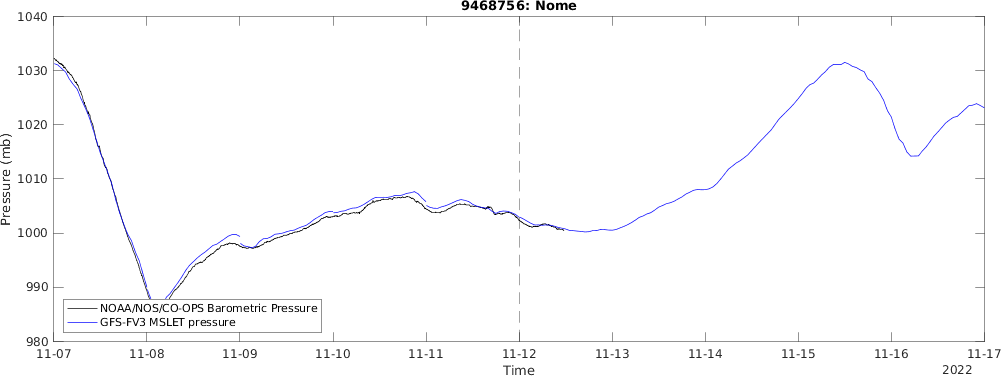 9468756: Nome
1040
1030
1020
1010
1000
990
980
Pressure (mb)
NOAA/NOS/CO-OPS Barometric Pressure
GFS-FV3 MSLET pressure
11-07 11-08 11-09 11-10 11-11 11-12 11-13 11-14 11-15 11-16 11-17
Time
2022